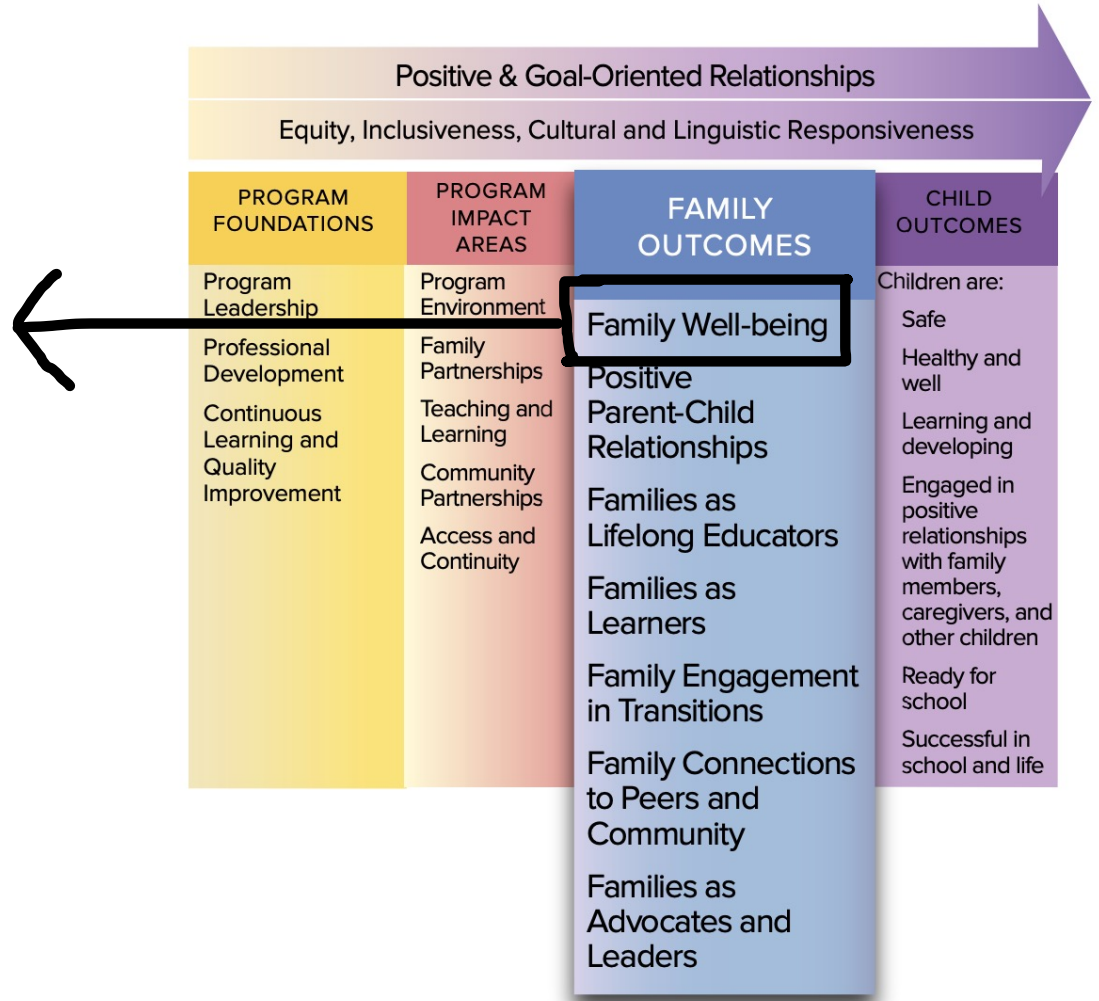 Positive & Goal-Oriented Relationships
Equity, Inclusiveness, Cultural and Linguistic Responsiveness
PROGRAM
FOUNDATIONS
Program
Leadership
Professional
Development
Continuous
Learning and
Quality
Improvement
PROGRAM
IMPACT
AREAS
Program
Environment
Family
Partnerships
Teaching and
Learning
Community
Partnerships
Access and
Continuity
FAMILY
OUTCOMES
Family Well-being
Positive
Parent-Child
Relationships
Families as
Lifelong Educators
Families as
Learners
Family Engagement
in Transitions
Family Connections
to Peers and
Community
Families as
Advocates and
Leaders
CHILD
OUTCOMES
Children are:
Safe
Healthy and
well
Learning and
developing
Engaged in
positive
relationships
with family
members,
caregivers, and
other children
Ready for
school
Successful in
school and life